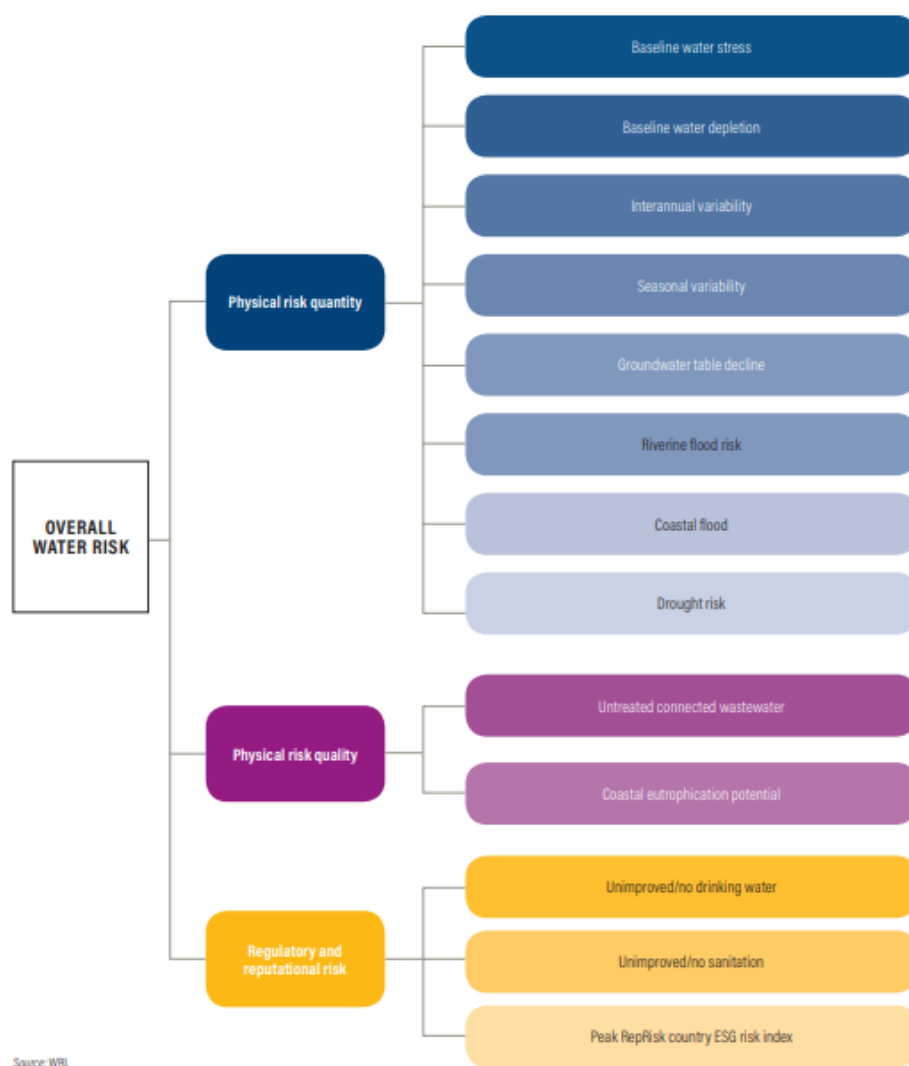 Baseline water stress
Baseline water depletion
Interannual variability
Seasonal variability
Physical risk quantity
Groundwater table decline
Riverine flood risk
OVERALL
WATER RISK
Coastal flood
Drought risk
Untreated connected wastewater
Physical risk quality
Coastal eutrophication potential
Unimproved/no drinking water
Regulatory and
reputational risk
Unimproved/no sanitation
Peak RepRisk country ESG risk index
Source: WRI.